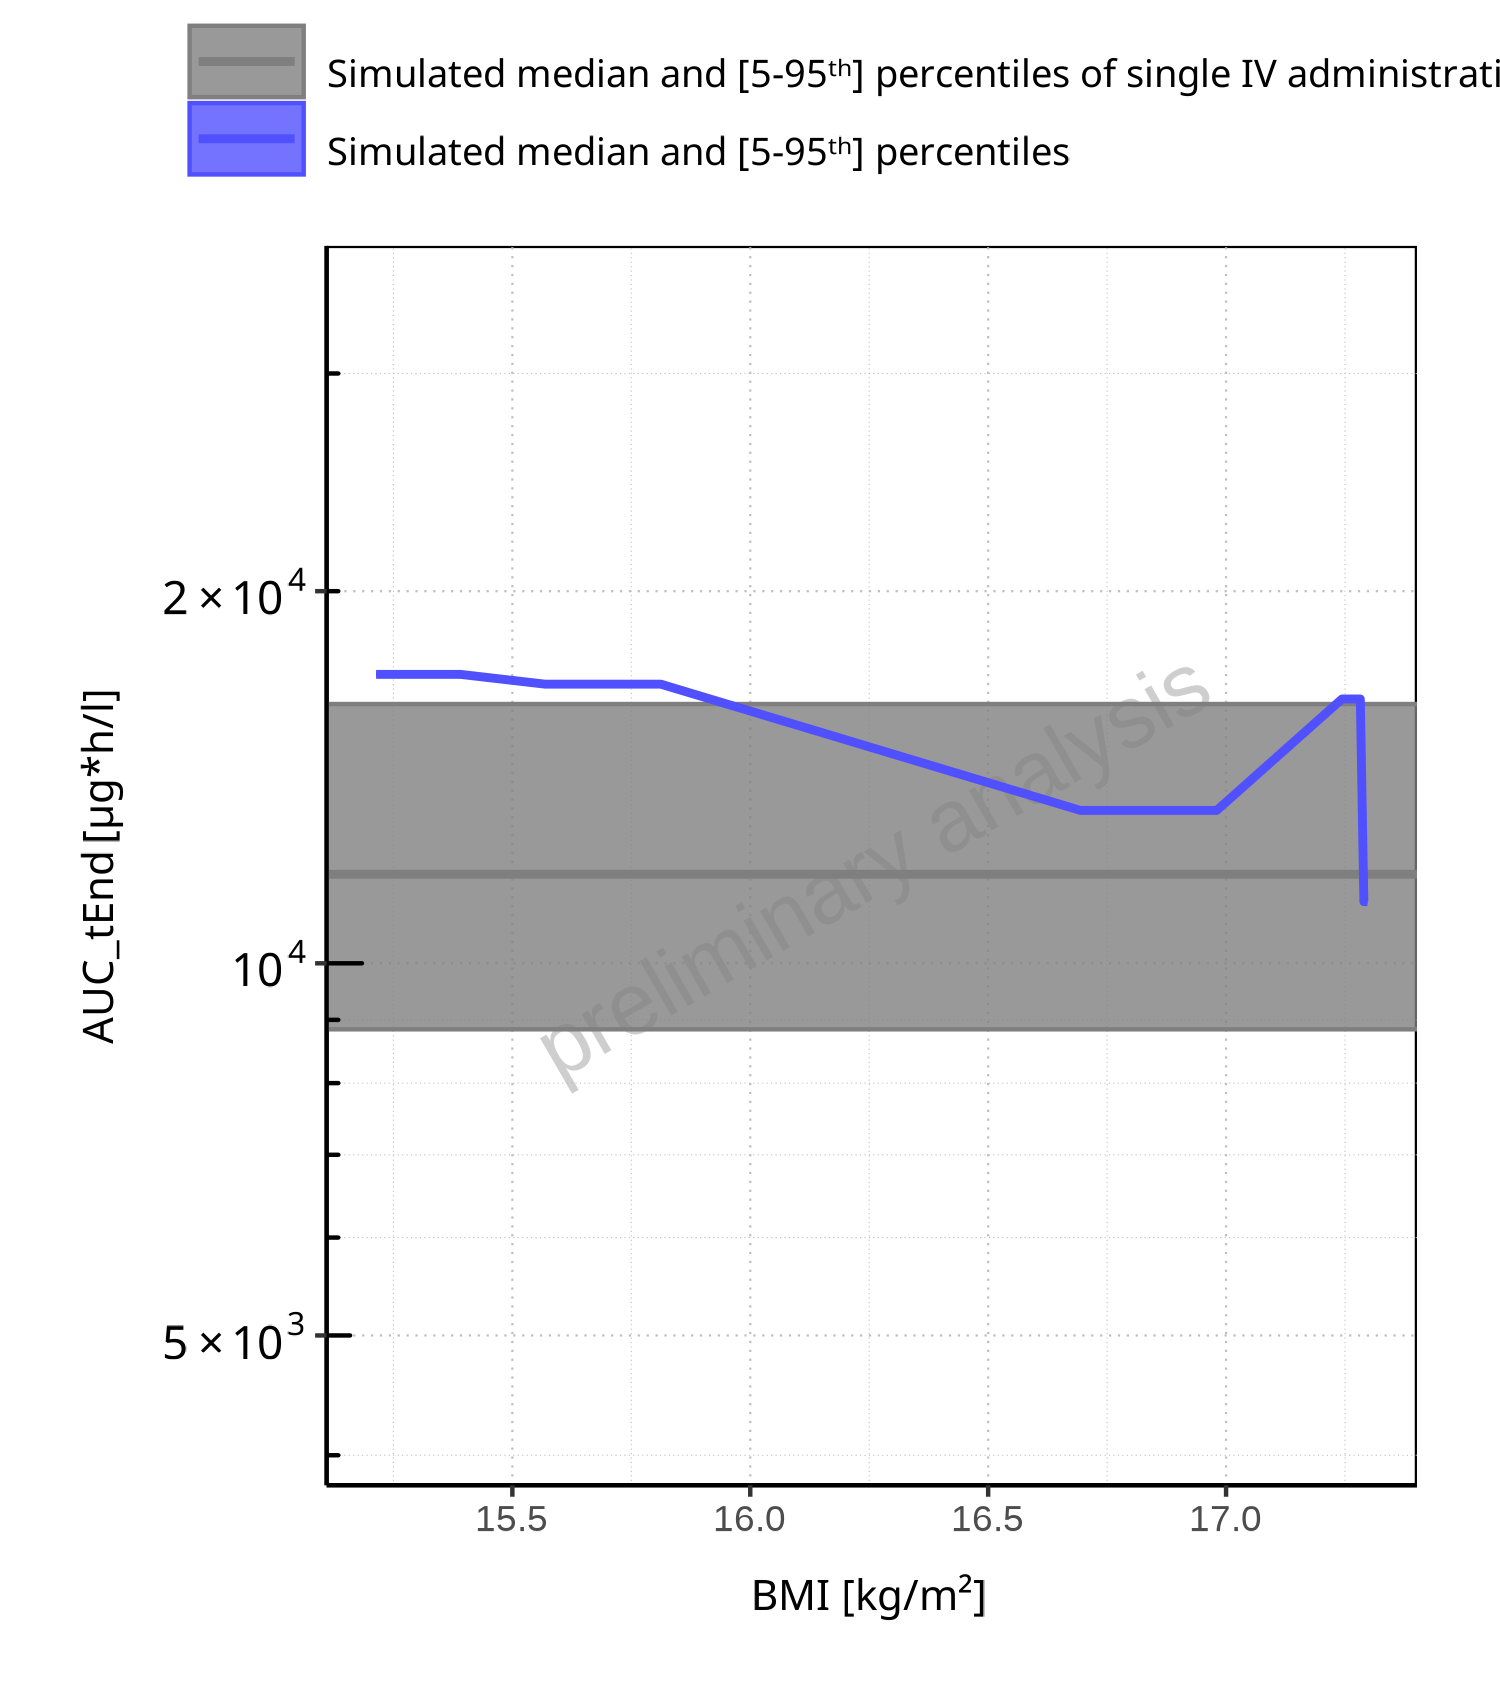 Simulated median and [5-95ᵗʰ] percentiles of single IV administrati
Simulated median and [5-95ᵗʰ] percentiles
2×10⁴
10⁴
5×10³
AUC_tEnd [µg*h/l]
preliminary analysis
15.5 16.0 16.5 17.0
BMI [kg/m²]